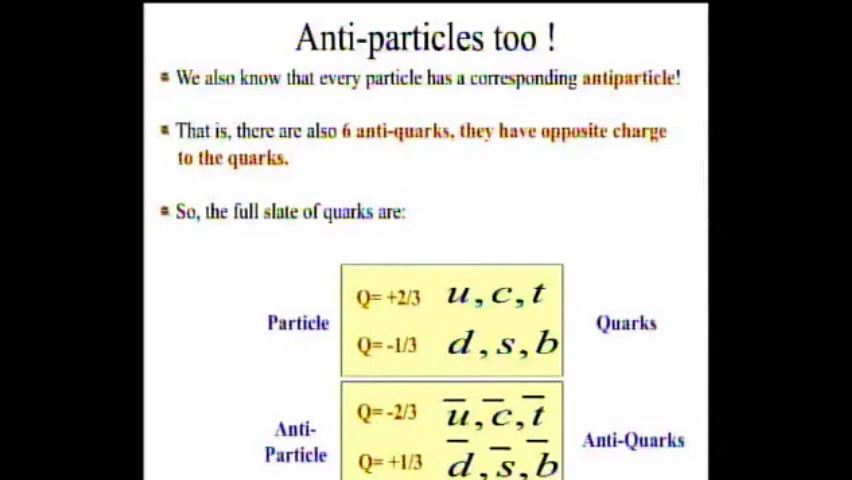 Anti-particles too !
We also know that every particle has a corresponding antiparticle!
That is, there are also 6 anti-quarks, they have opposite charge
to the quarks.
So, the full slate of quarks are:
Particle
Q= +2/3 u, c, t
Q= -1/3 d, s, b
Quarks
Anti-
Particle
Q= -2/3 u̅, c̅, t̅
Q= +1/3 d̅, s̅, b̅
Anti-Quarks